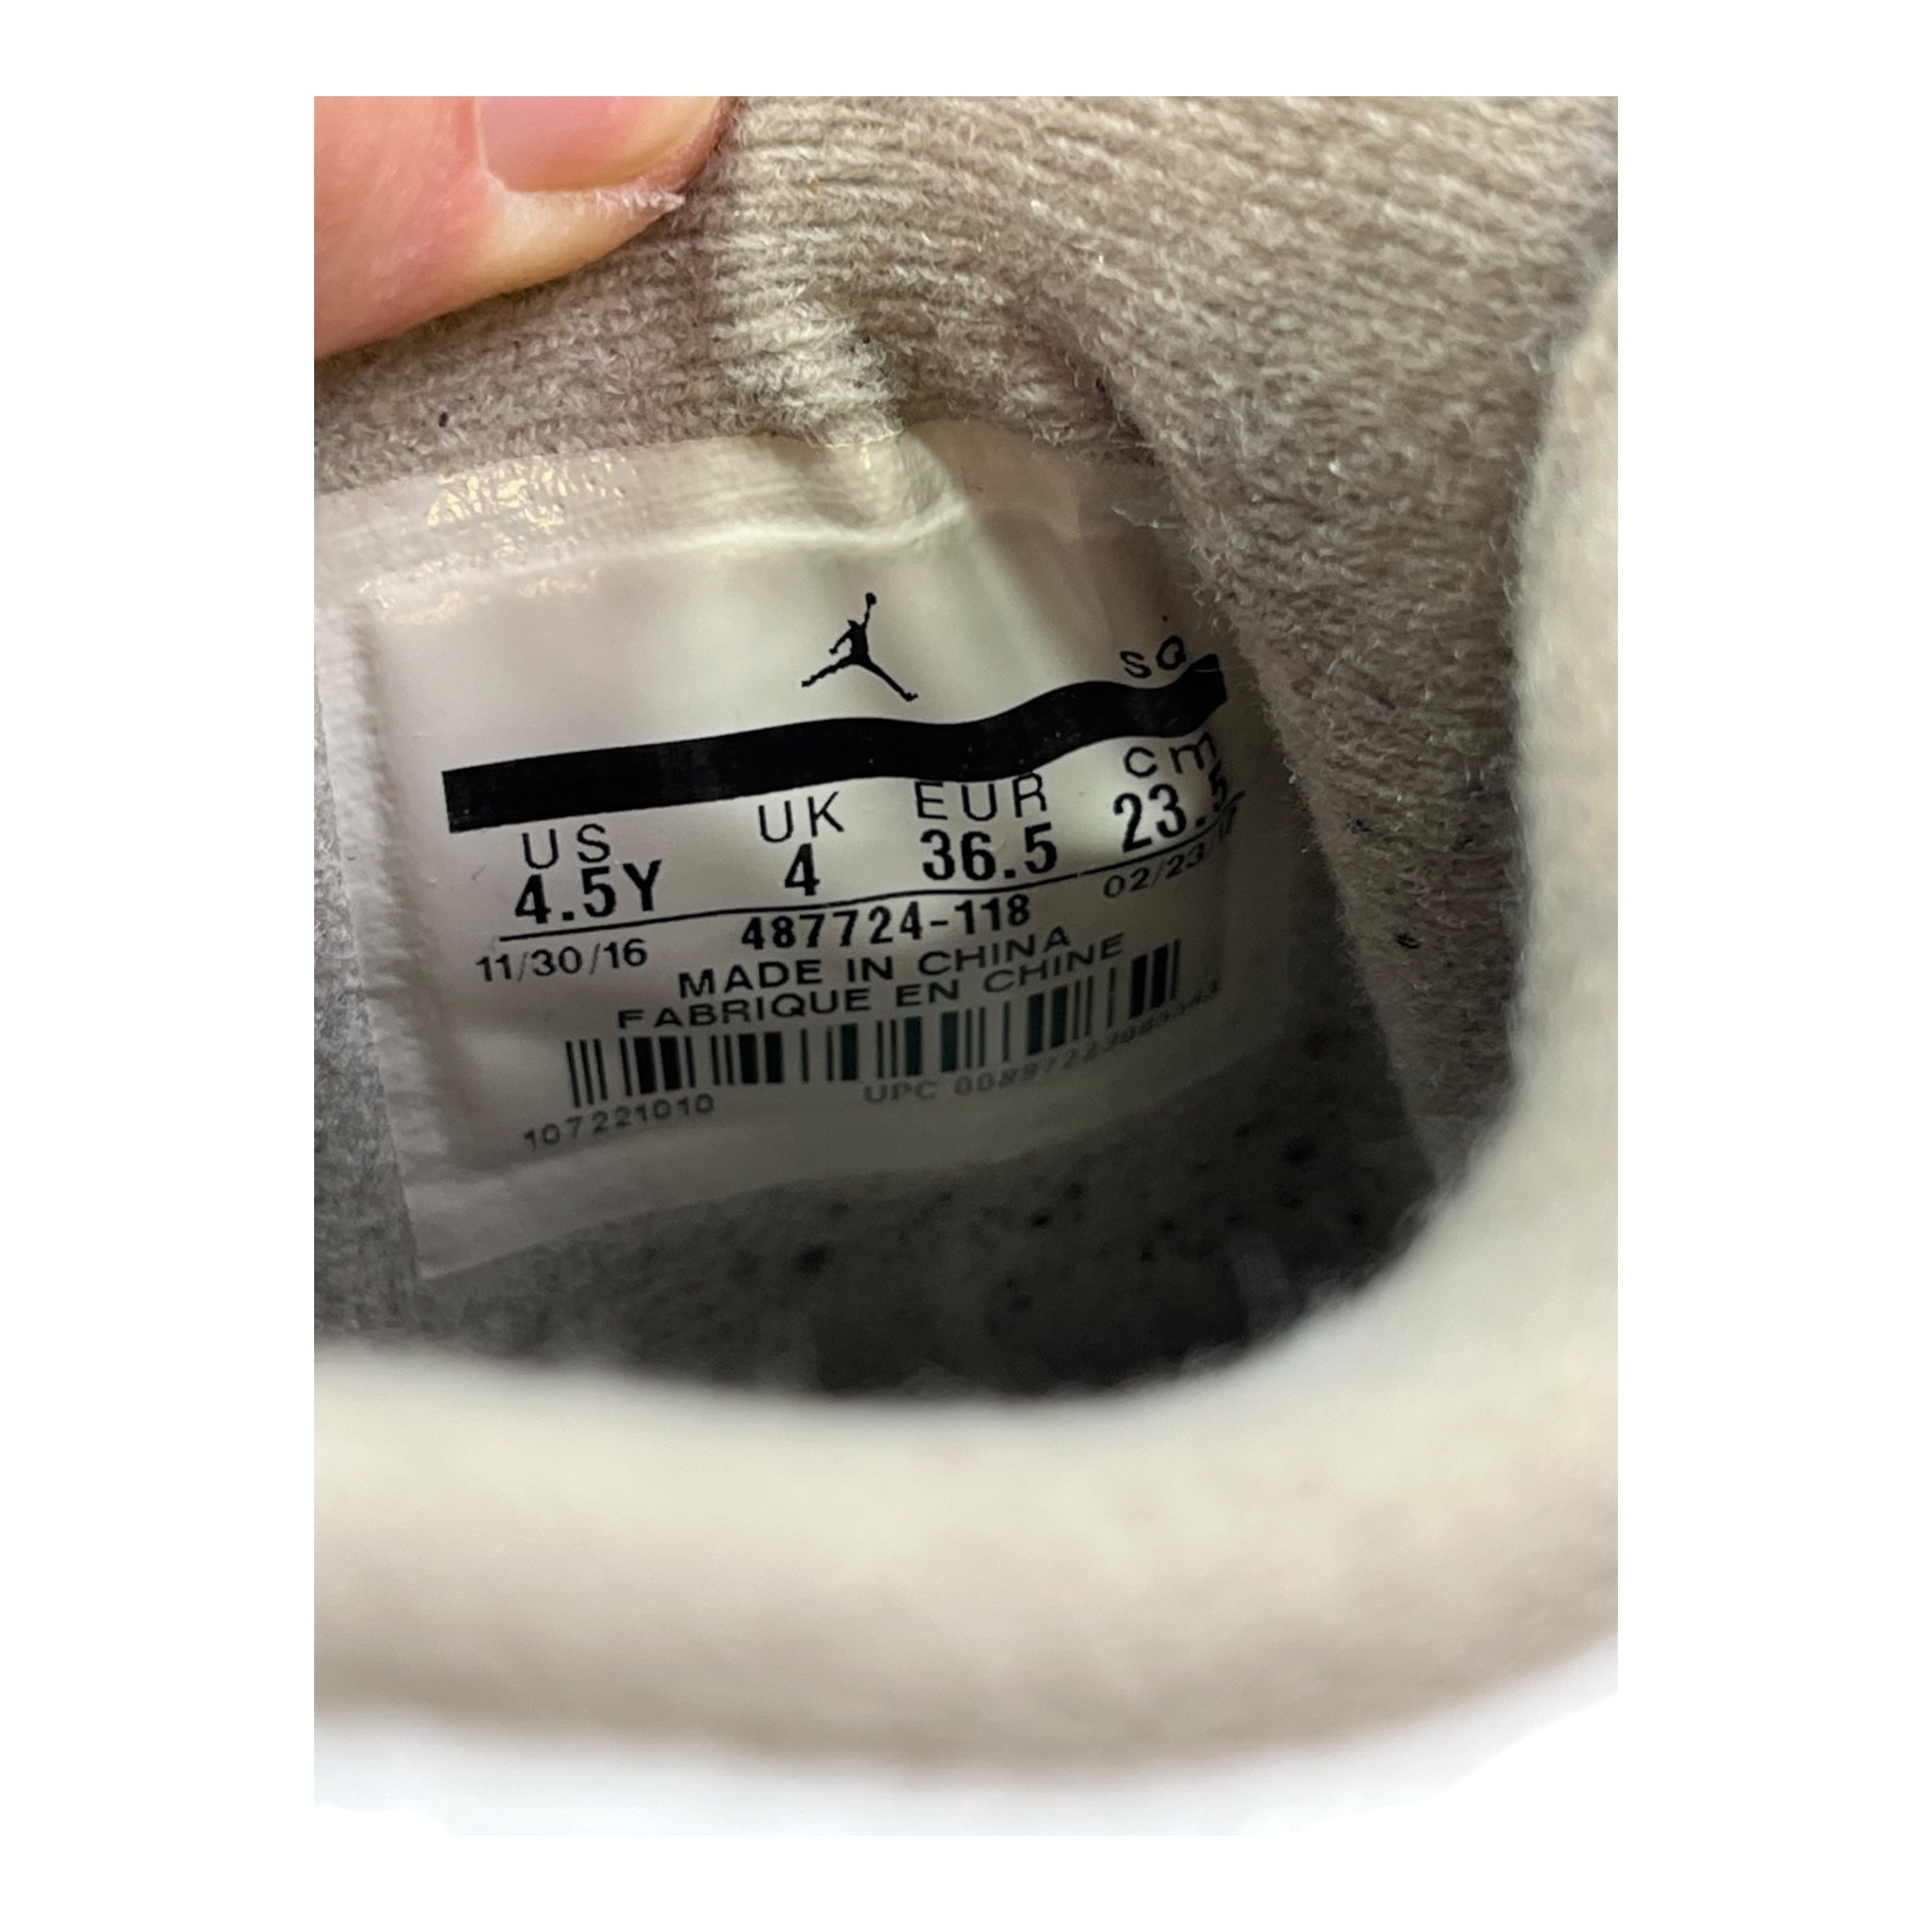 SQ
US UK EUR cm
4.5Y 4 36.5 23.5
11/30/16 487724-118 02/23/17
MADE IN CHINA
FABRIQUE EN CHINE
107221010 UPC